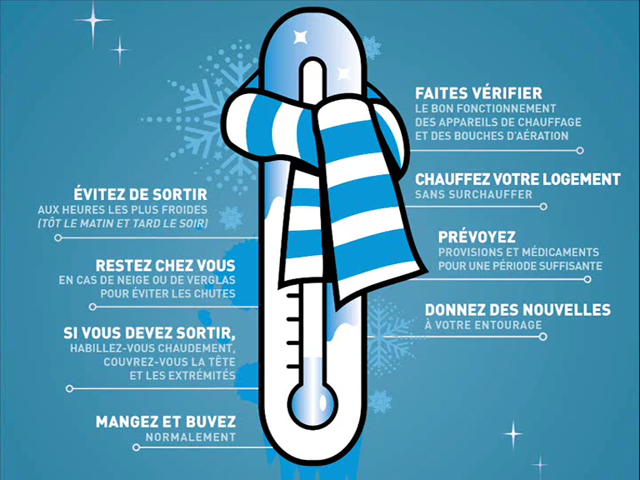 ÉVITEZ DE SORTIR
AUX HEURES LES PLUS FROIDES
(TÔT LE MATIN ET TARD LE SOIR)
RESTEZ CHEZ VOUS
EN CAS DE NEIGE OU DE VERGLAS
POUR ÉVITER LES CHUTES
SI VOUS DEVEZ SORTIR,
HABILLEZ-VOUS CHAUDEMENT,
COUVREZ-VOUS LA TÊTE
ET LES EXTRÉMITÉS
MANGEZ ET BUVEZ
NORMALEMENT
FAITES VÉRIFIER
LE BON FONCTIONNEMENT
DES APPAREILS DE CHAUFFAGE
ET DES BOUCHES D'AÉRATION
CHAUFFEZ VOTRE LOGEMENT
SANS SURCHAUFFER
PRÉVOYEZ
PROVISIONS ET MÉDICAMENTS
POUR UNE PÉRIODE SUFFISANTE
DONNEZ DES NOUVELLES
À VOTRE ENTOURAGE